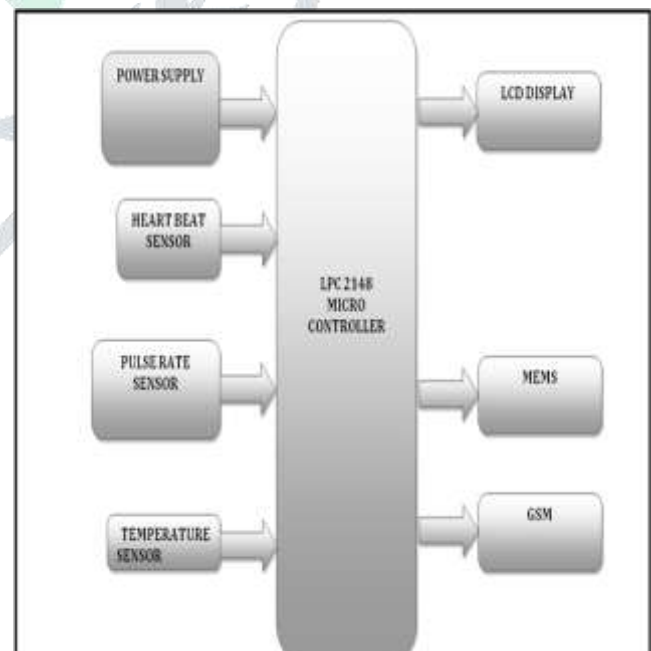 POWER SUPPLY
LCD DISPLAY
HEART BEAT
SENSOR
LPC 2148
MICRO
CONTROLLER
PULSE RATE
SENSOR
MEMS
GSM
TEMPERATURE
SENSOR